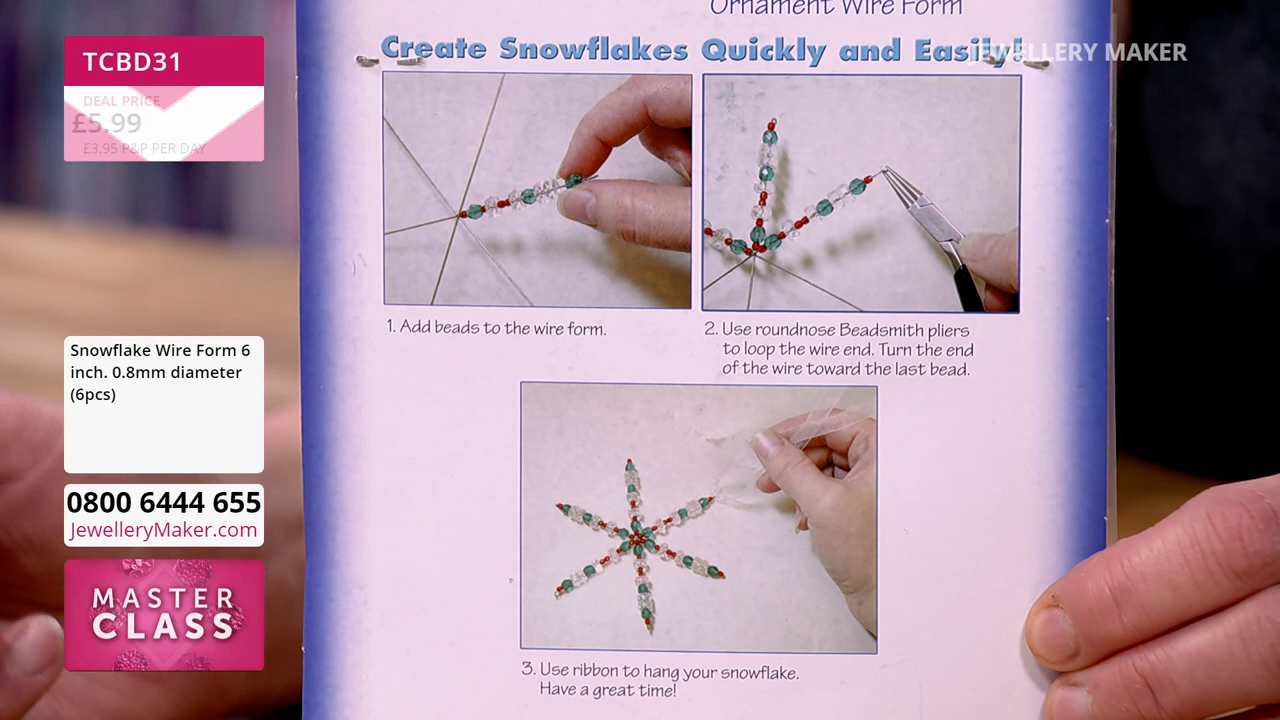 Ornament Wire Form
Create Snowflakes Quickly and Easily!
JEWELLERY MAKER
TCBD31
DEAL PRICE
£5.99
£3.95 P&P PER DAY
1. Add beads to the wire form.
2. Use roundnose Beadsmith pliers
to loop the wire end. Turn the end
of the wire toward the last bead.
Snowflake Wire Form 6
inch. 0.8mm diameter
(6pcs)
0800 6444 655
JewelleryMaker.com
MASTER
CLASS
3. Use ribbon to hang your snowflake.
Have a great time!